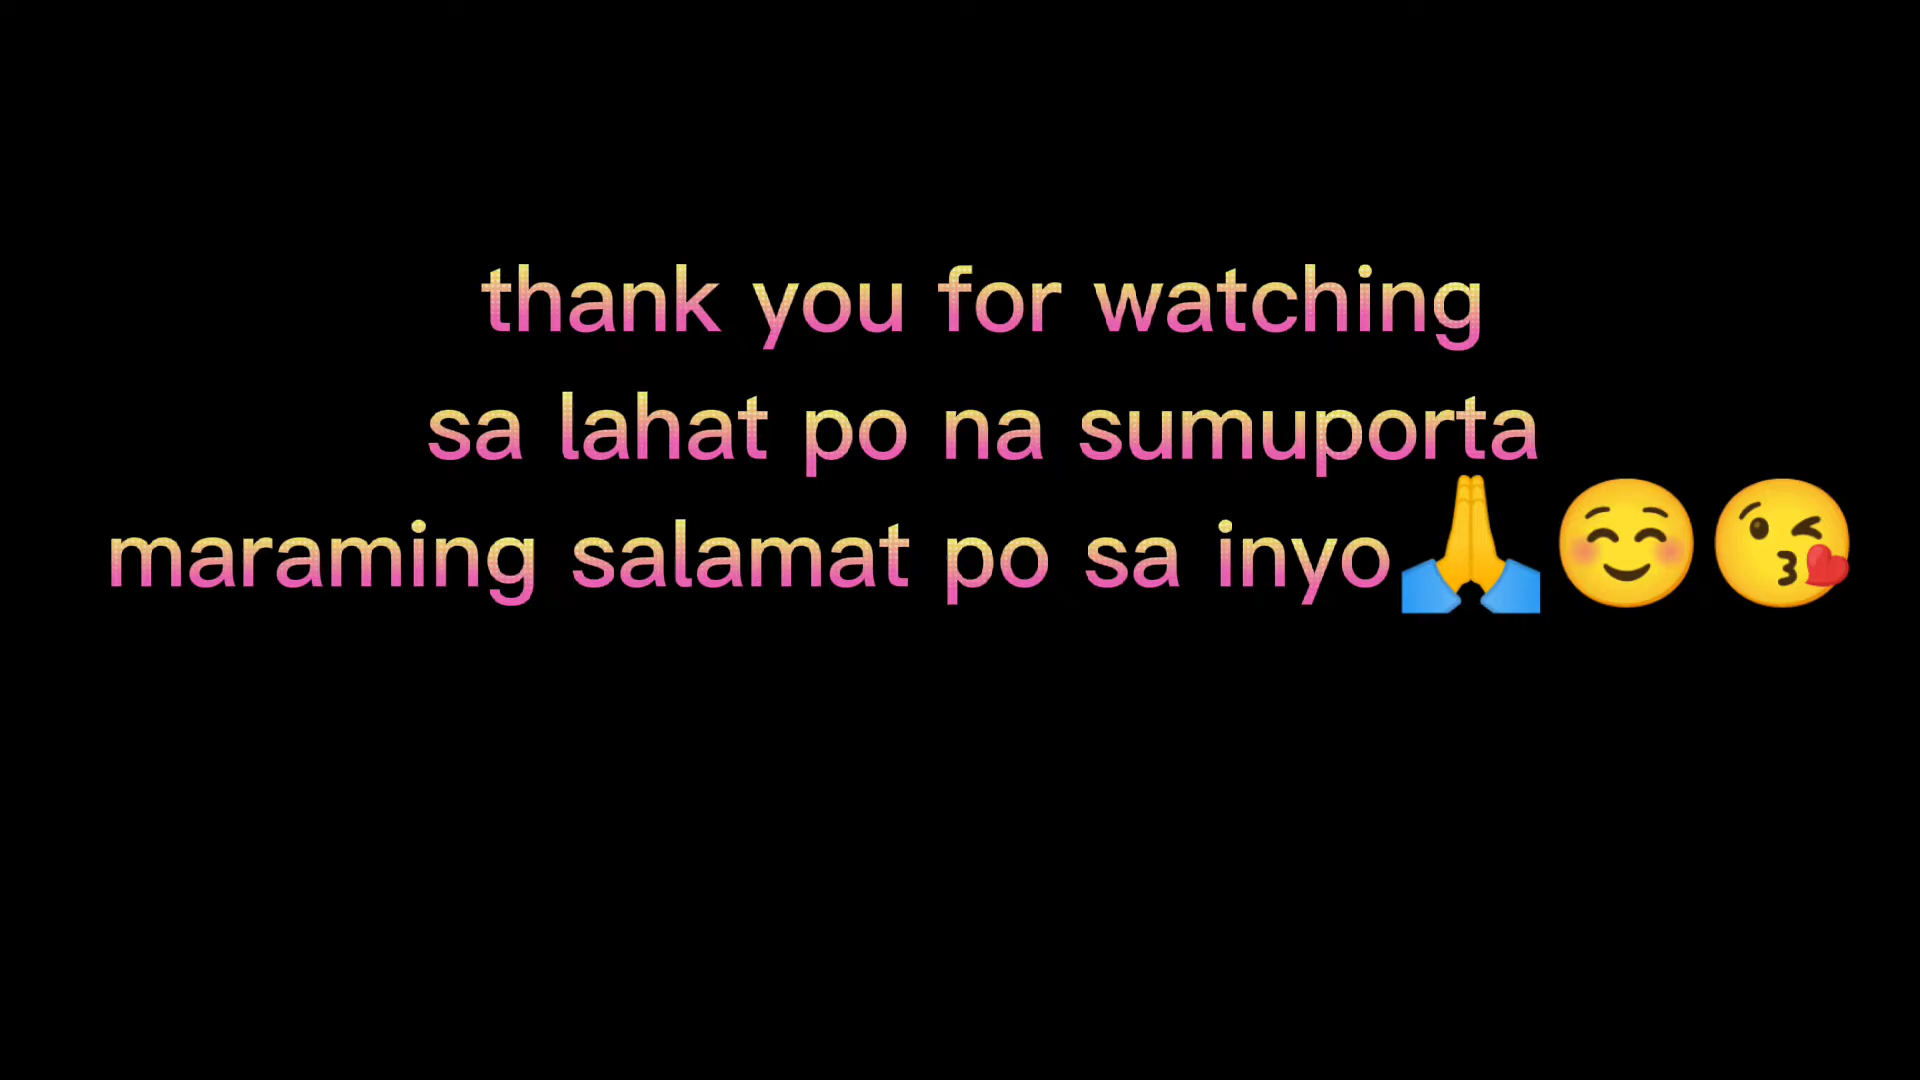 thank you for watching
sa lahat po na sumuporta
maraming salamat po sa inyo🙏☺️😘